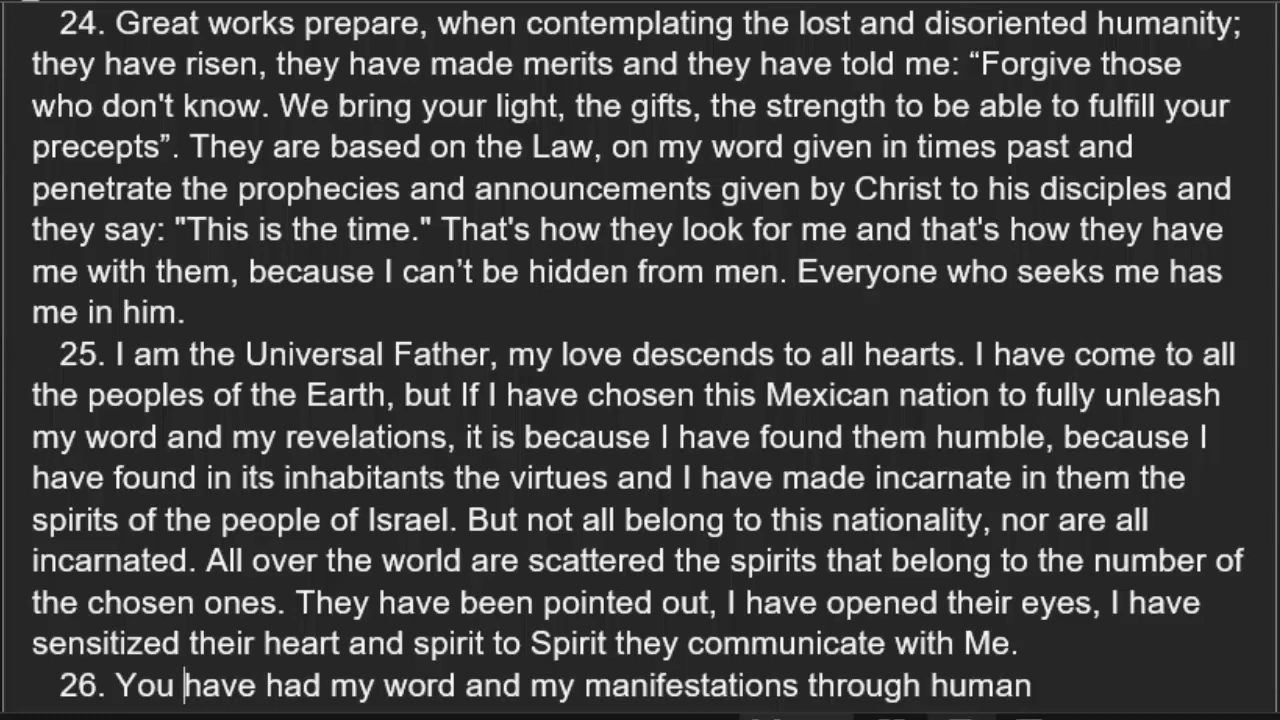 24. Great works prepare, when contemplating the lost and disoriented humanity;
they have risen, they have made merits and they have told me: “Forgive those
who don't know. We bring your light, the gifts, the strength to be able to fulfill your
precepts”. They are based on the Law, on my word given in times past and
penetrate the prophecies and announcements given by Christ to his disciples and
they say: "This is the time." That's how they look for me and that's how they have
me with them, because I can’t be hidden from men. Everyone who seeks me has
me in him.
25. I am the Universal Father, my love descends to all hearts. I have come to all
the peoples of the Earth, but If I have chosen this Mexican nation to fully unleash
my word and my revelations, it is because I have found them humble, because I
have found in its inhabitants the virtues and I have made incarnate in them the
spirits of the people of Israel. But not all belong to this nationality, nor are all
incarnated. All over the world are scattered the spirits that belong to the number of
the chosen ones. They have been pointed out, I have opened their eyes, I have
sensitized their heart and spirit to Spirit they communicate with Me.
26. You have had my word and my manifestations through human